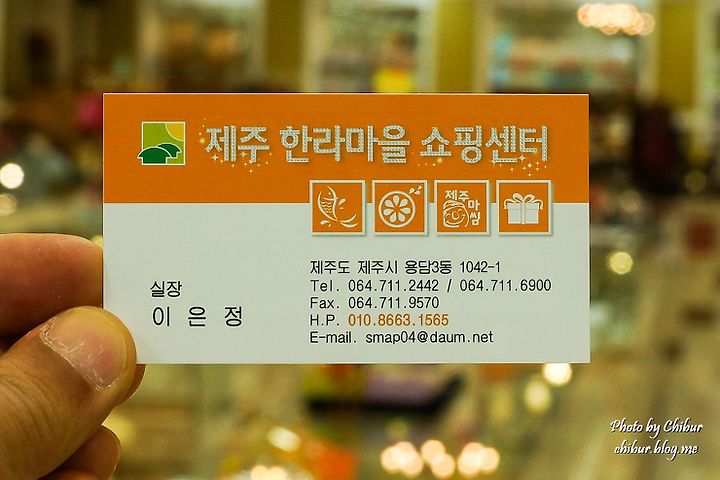 제주 한라마을 쇼핑센터
제주
마
씸
제주도 제주시 용담3동 1042-1
Tel. 064.711.2442 / 064.711.6900
Fax. 064.711.9570
H.P. 010.8663.1565
E-mail. smap04@daum.net
실장
이 은 정
Photo by Chibur
chibur.blog.me